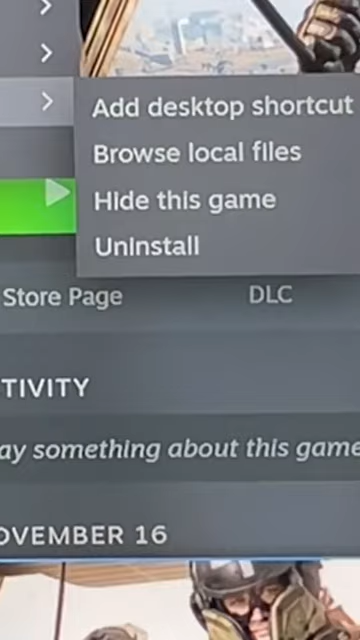 Add desktop shortcut
Browse local files
Hide this game
Uninstall
Store Page DLC
TIVITY
ay something about this game
OVEMBER 16